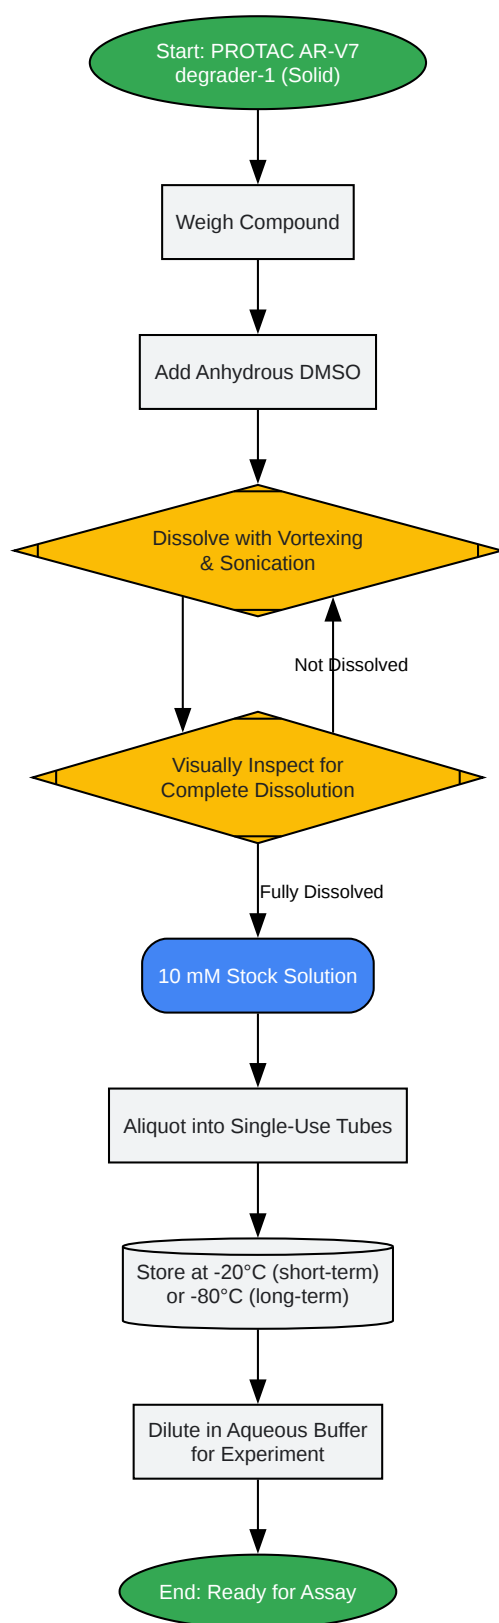 Start: PROTAC AR-V7
degrader-1 (Solid)
Weigh Compound
Add Anhydrous DMSO
Dissolve with Vortexing
& Sonication
Not Dissolved
Visually Inspect for
Complete Dissolution
Fully Dissolved
10 mM Stock Solution
Aliquot into Single-Use Tubes
Store at -20°C (short-term)
or -80°C (long-term)
Dilute in Aqueous Buffer
for Experiment
End: Ready for Assay